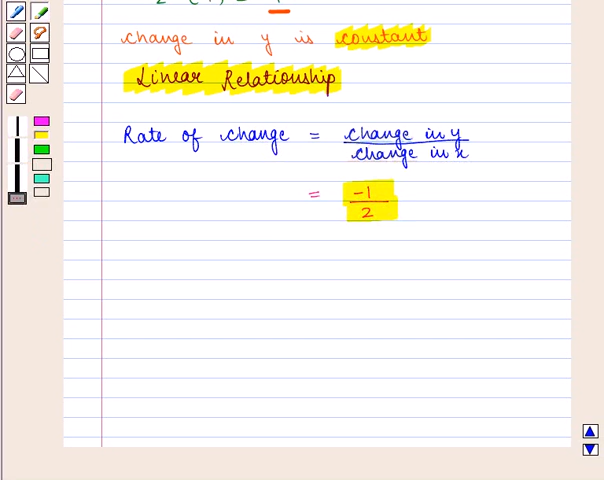 change in y is constant
Linear Relationship
Rate of change = change in y / change in x
= -1/2